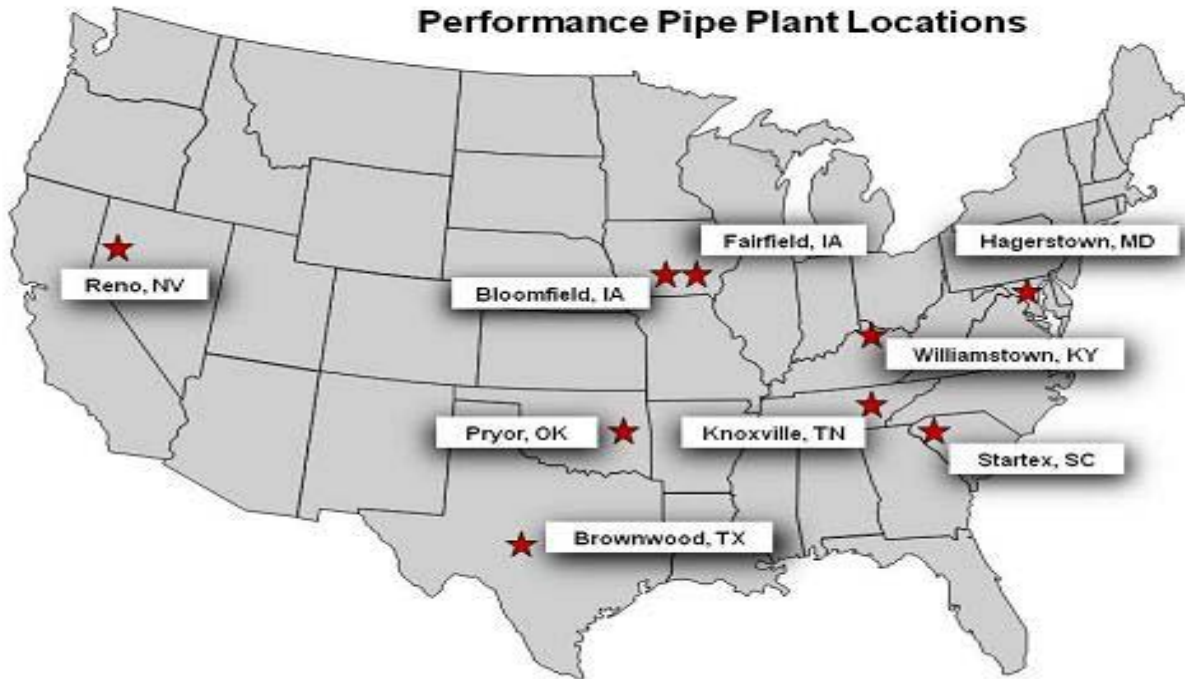 Performance Pipe Plant Locations
Fairfield, IA
Hagerstown, MD
Reno, NV
Bloomfield, IA
Williamstown, KY
Pryor, OK
Knoxville, TN
Startex, SC
Brownwood, TX